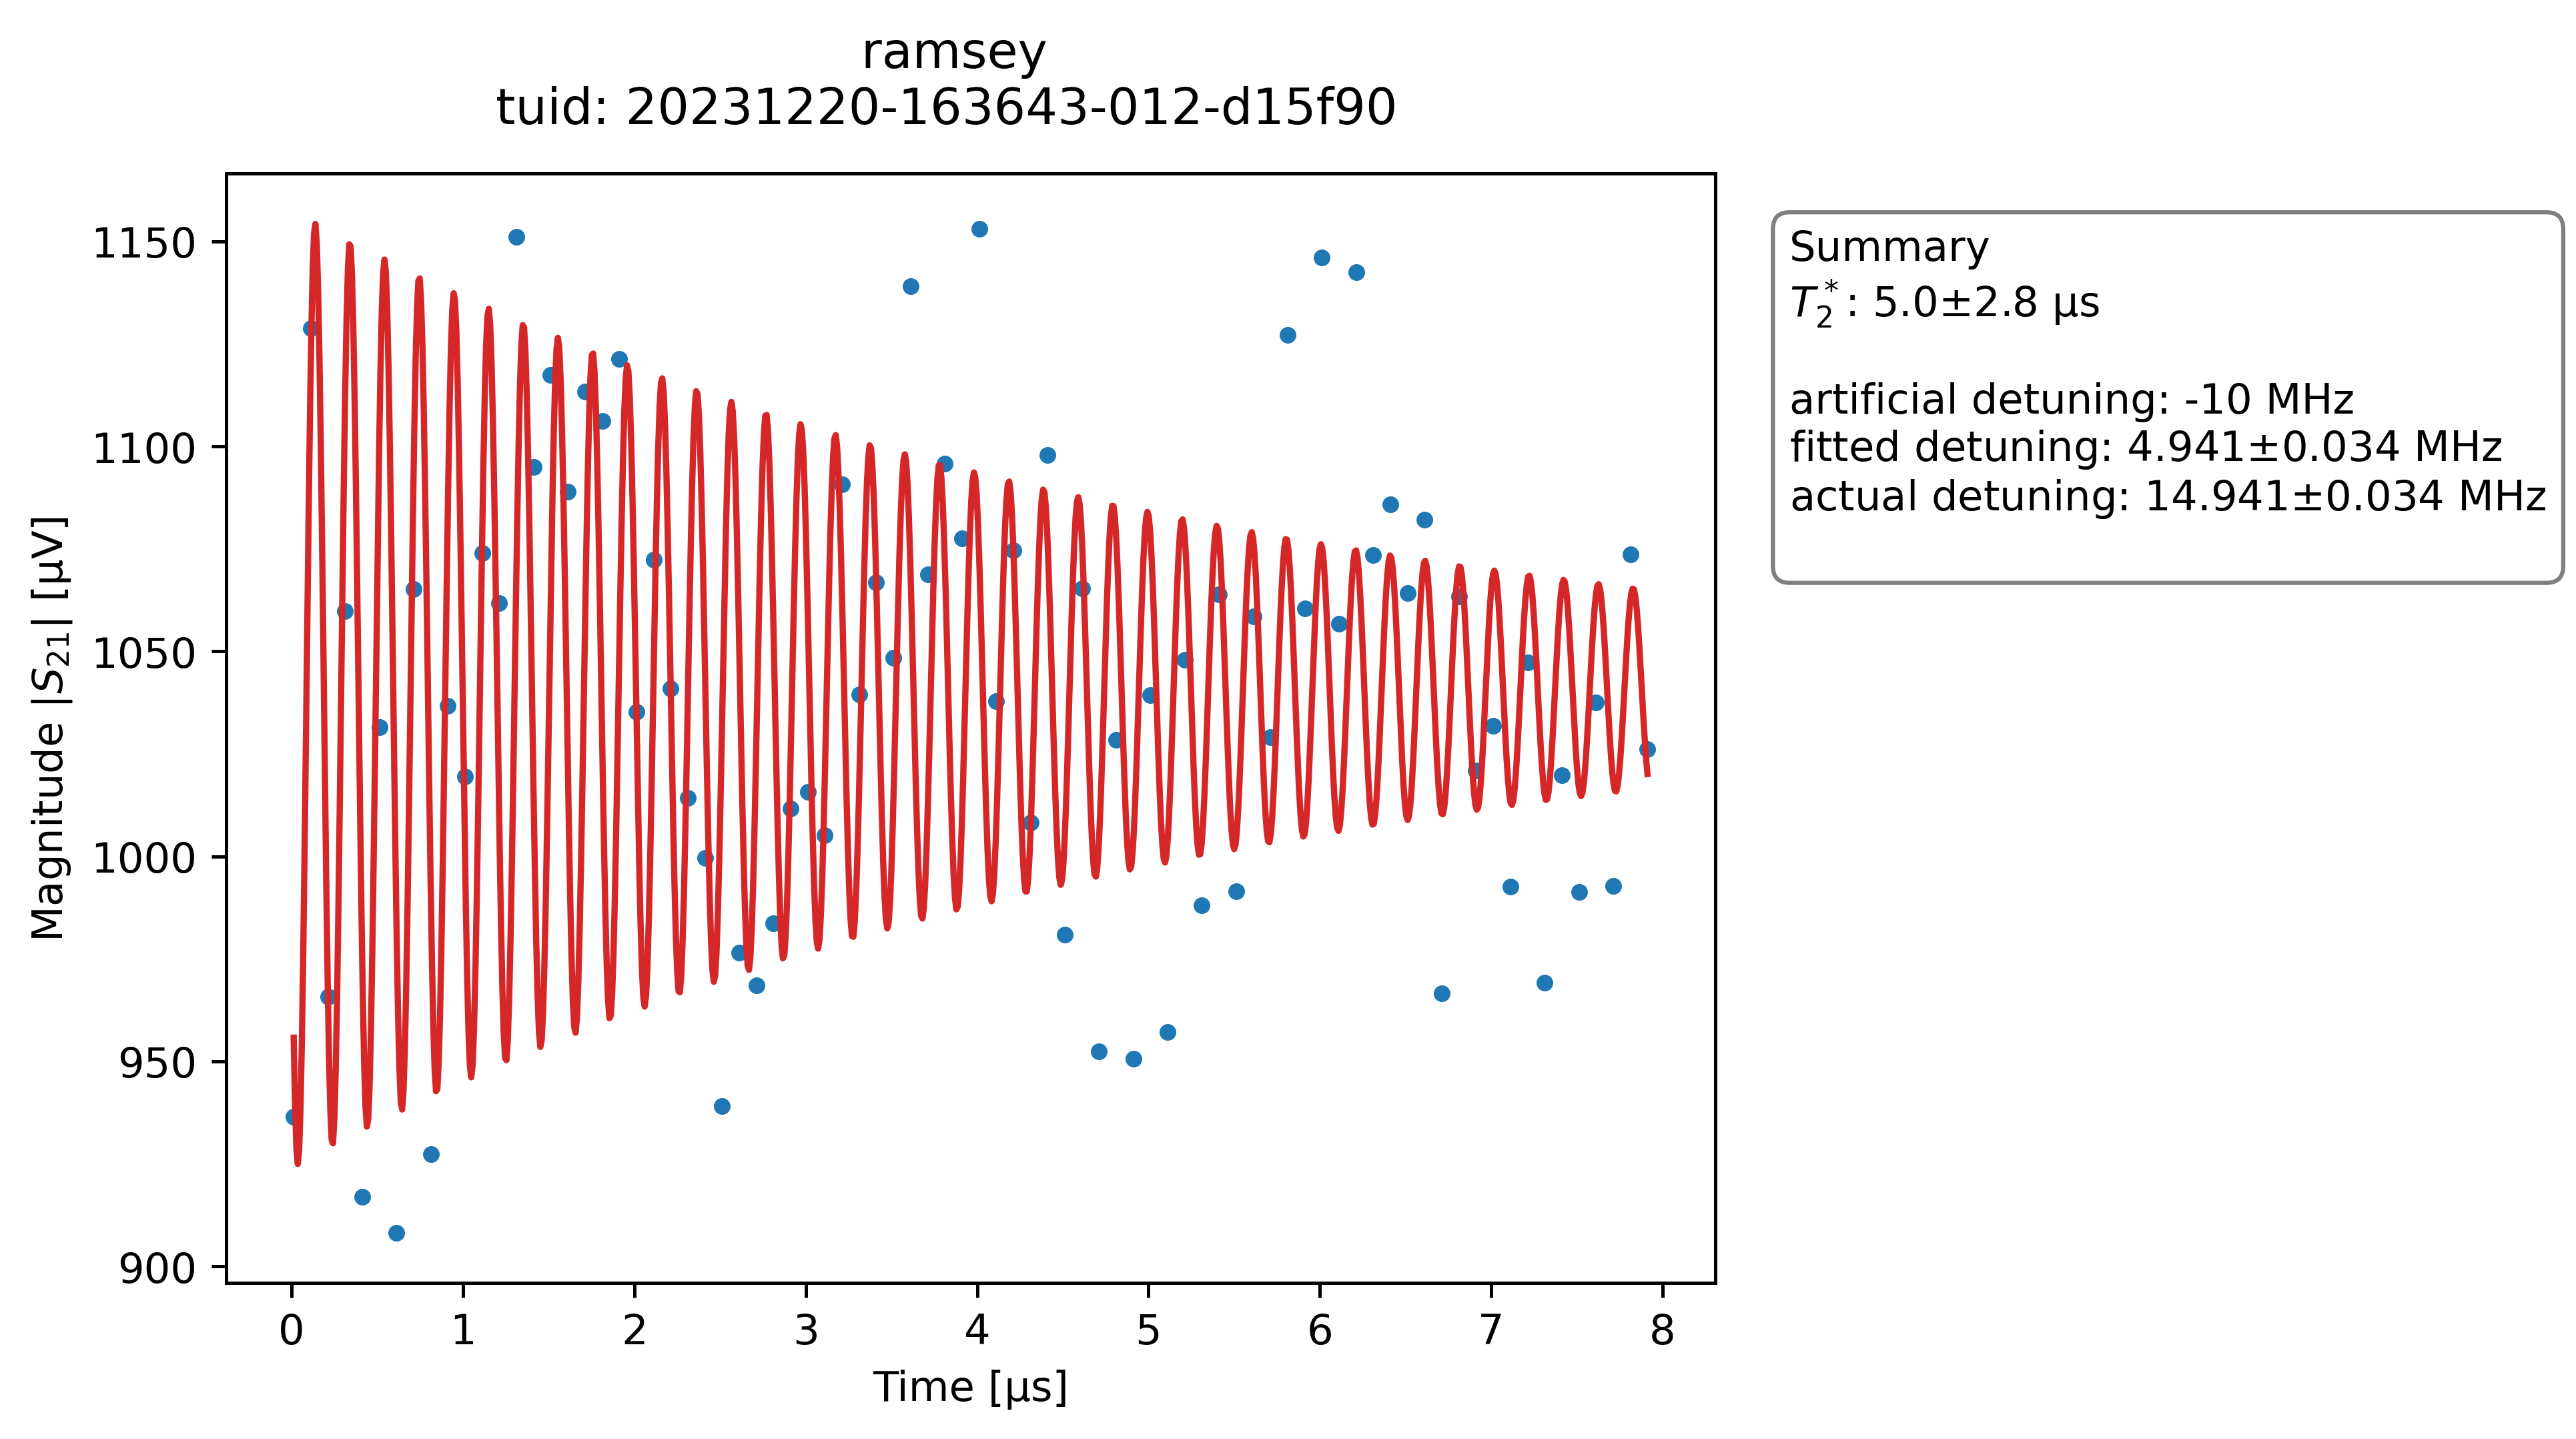 ramsey
tuid: 20231220-163643-012-d15f90
Magnitude |S21| [µV]
1150
1100
1050
1000
950
900
0 1 2 3 4 5 6 7 8
Time [µs]
Summary
T2*: 5.0±2.8 µs
artificial detuning: -10 MHz
fitted detuning: 4.941±0.034 MHz
actual detuning: 14.941±0.034 MHz